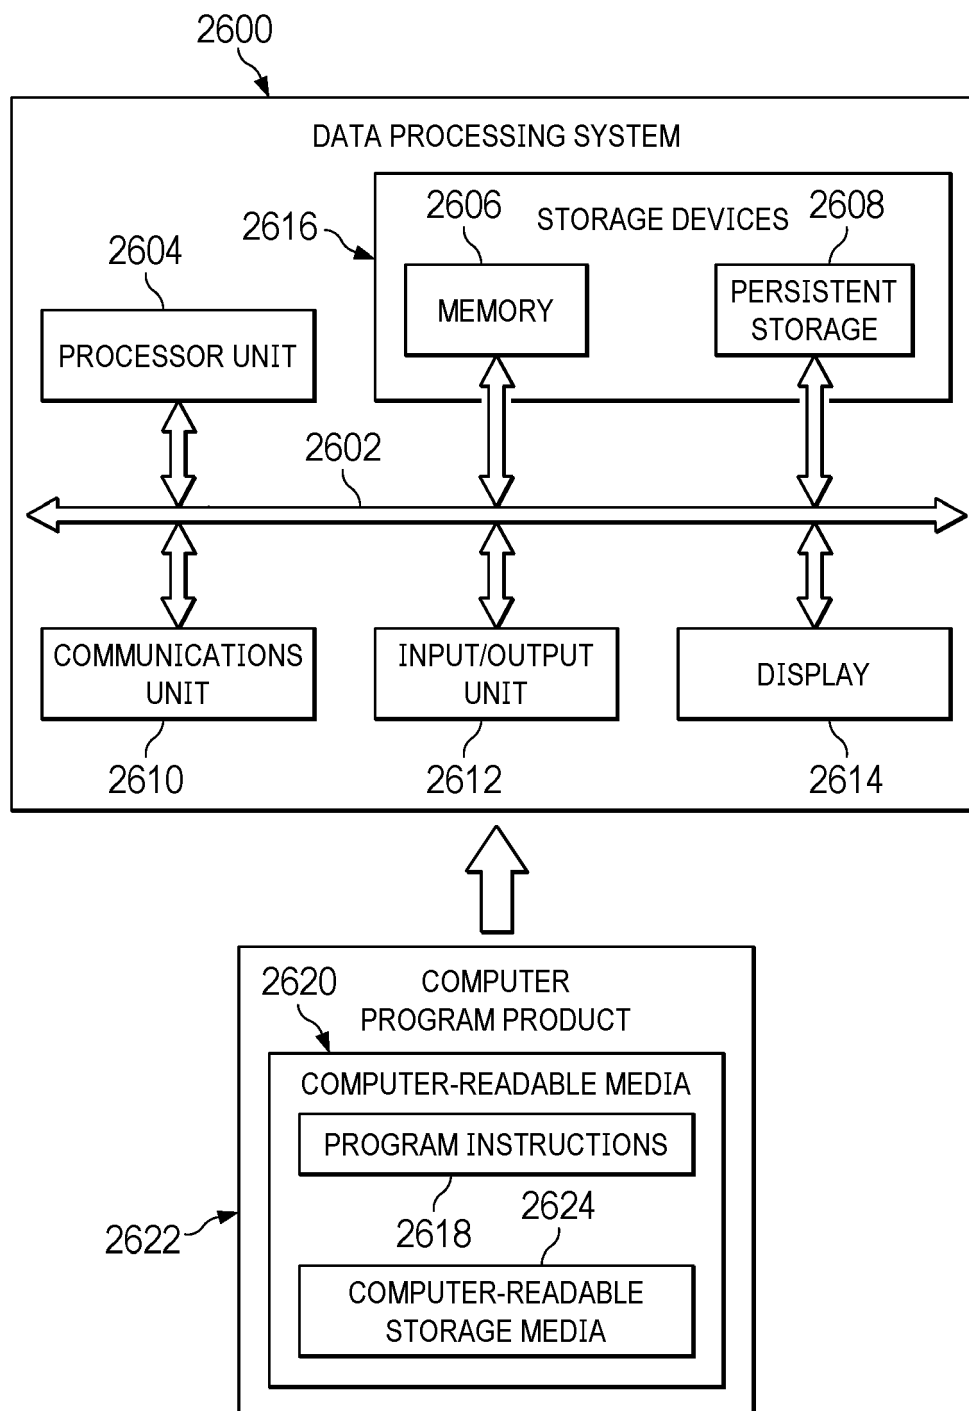 2600
DATA PROCESSING SYSTEM
2616
2606
STORAGE DEVICES
2608
2604
MEMORY
PERSISTENT
STORAGE
PROCESSOR UNIT
2602
COMMUNICATIONS
UNIT
INPUT/OUTPUT
UNIT
DISPLAY
2610
2612
2614
COMPUTER
PROGRAM PRODUCT
2620
COMPUTER-READABLE MEDIA
PROGRAM INSTRUCTIONS
2618
2624
2622
COMPUTER-READABLE
STORAGE MEDIA